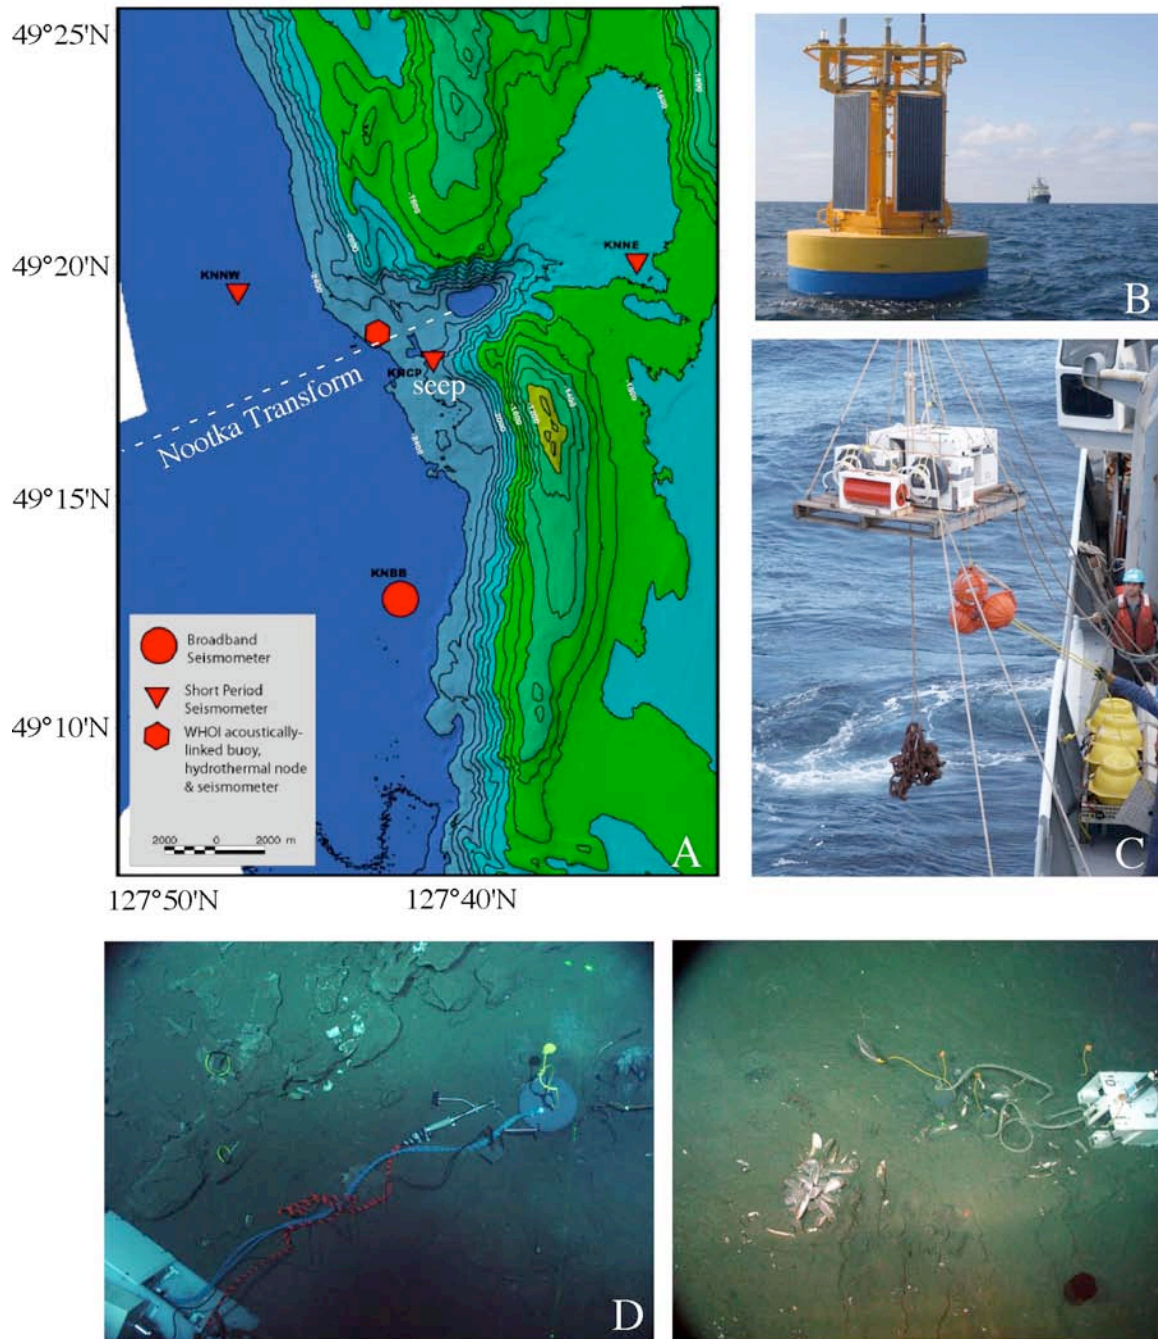 49°25'N
49°20'N
49°15'N
49°10'N
127°50'N
127°40'N
KNNW
KNNE
KNCP
seep
Nootka Transform
KNBB
Broadband
Seismometer
Short Period
Seismometer
WHOI acoustically-
linked buoy,
hydrothermal node
& seismometer
2000 0 2000 m
A
B
C
D